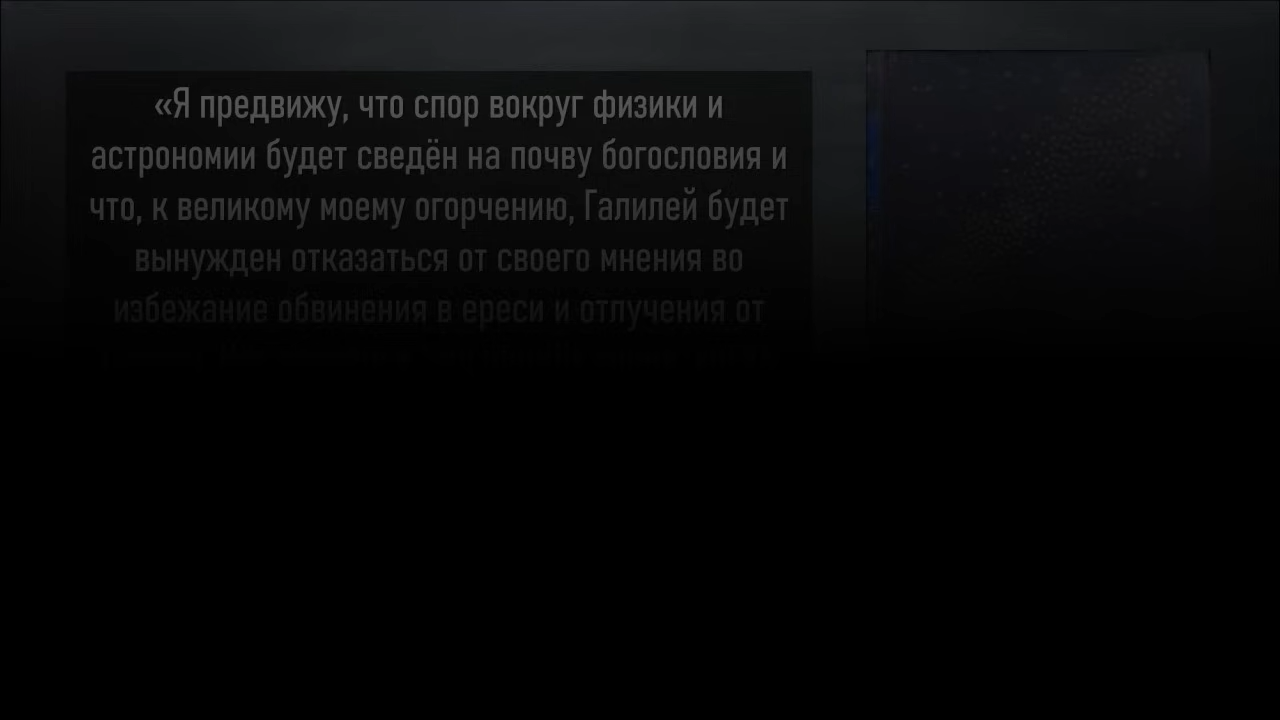 «Я предвижу, что спор вокруг физики и
астрономии будет сведён на почву богословия и
что, к великому моему огорчению, Галилей будет
вынужден отказаться от своего мнения во
избежание обвинения в ереси и отлучения от